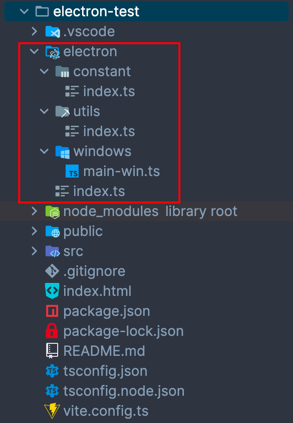 electron-test
.vscode
electron
constant
index.ts
utils
index.ts
windows
main-win.ts
index.ts
node_modules library root
public
src
.gitignore
index.html
package.json
package-lock.json
README.md
tsconfig.json
tsconfig.node.json
vite.config.ts